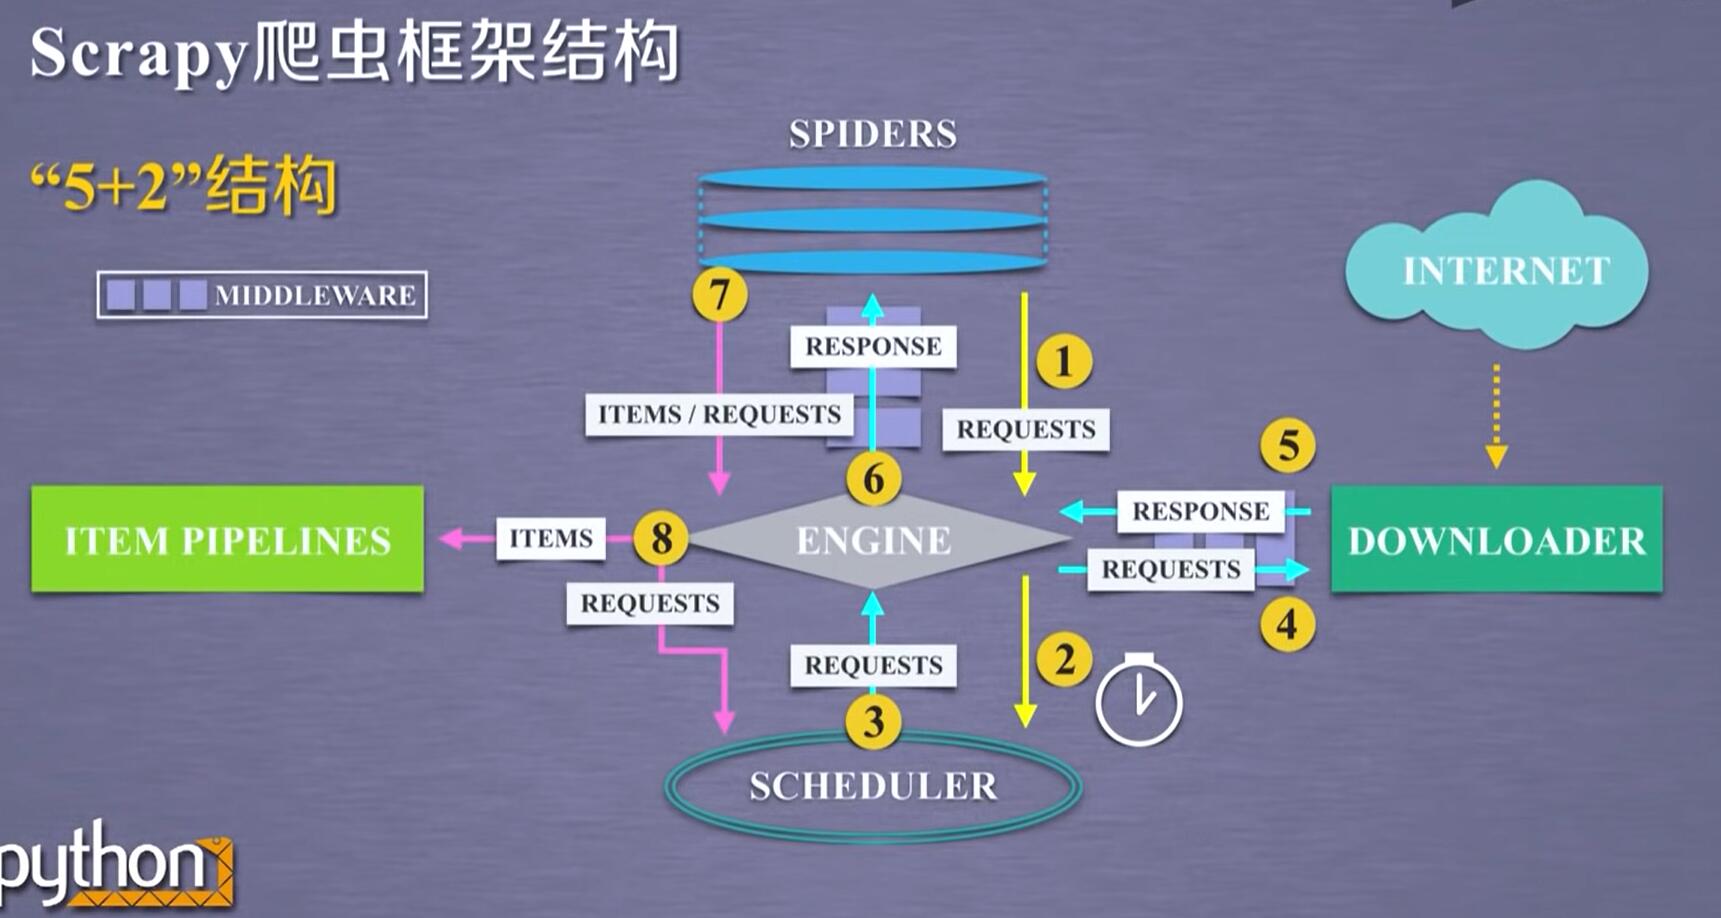 Scrapy爬虫框架结构
“5+2”结构
MIDDLEWARE
SPIDERS
INTERNET
7
RESPONSE
1
ITEMS / REQUESTS
REQUESTS
6
5
ITEM PIPELINES
ITEMS
8
ENGINE
RESPONSE
REQUESTS
DOWNLOADER
REQUESTS
4
REQUESTS
2
3
SCHEDULER
python